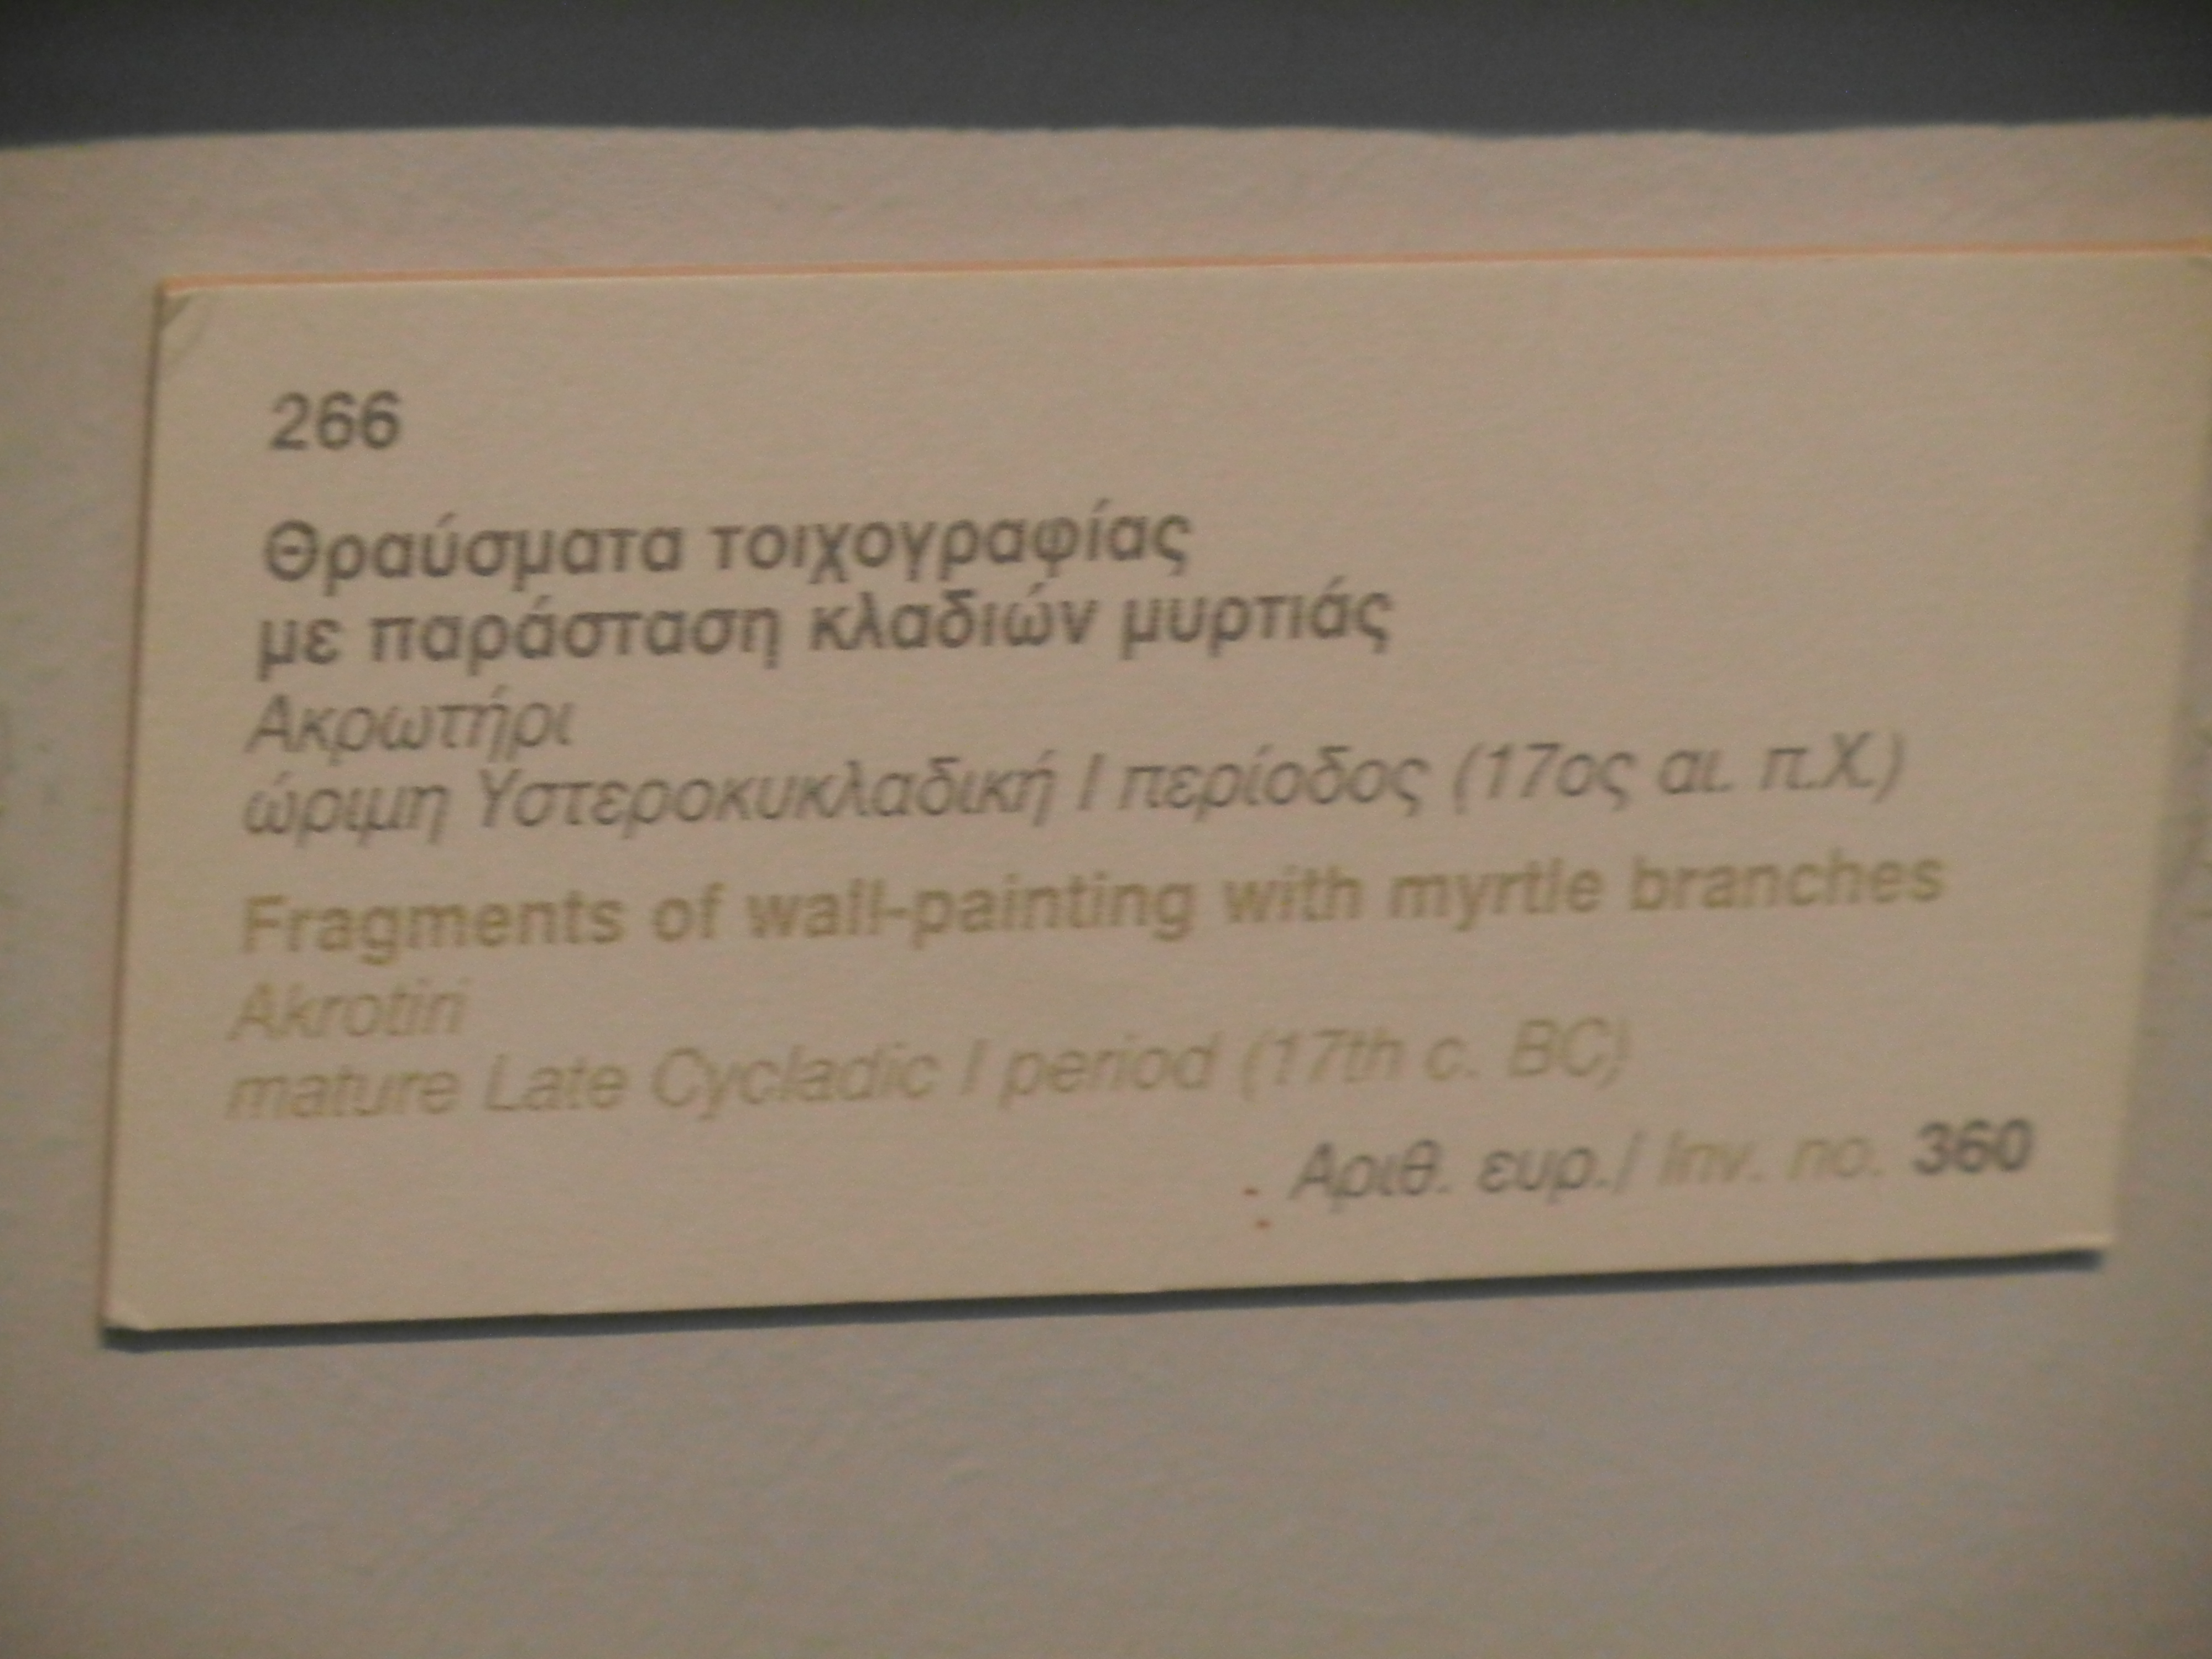 266
Θραύσματα τοιχογραφίας
με παράσταση κλαδιών μυρτιάς
Ακρωτήρι
ώριμη Υστεροκυκλαδική Ι περίοδος (17ος αι. π.Χ.)
Fragments of wall-painting with myrtle branches
Akrotiri
mature Late Cycladic I period (17th c. BC)
Αριθ. ευρ./ Inv. no. 360